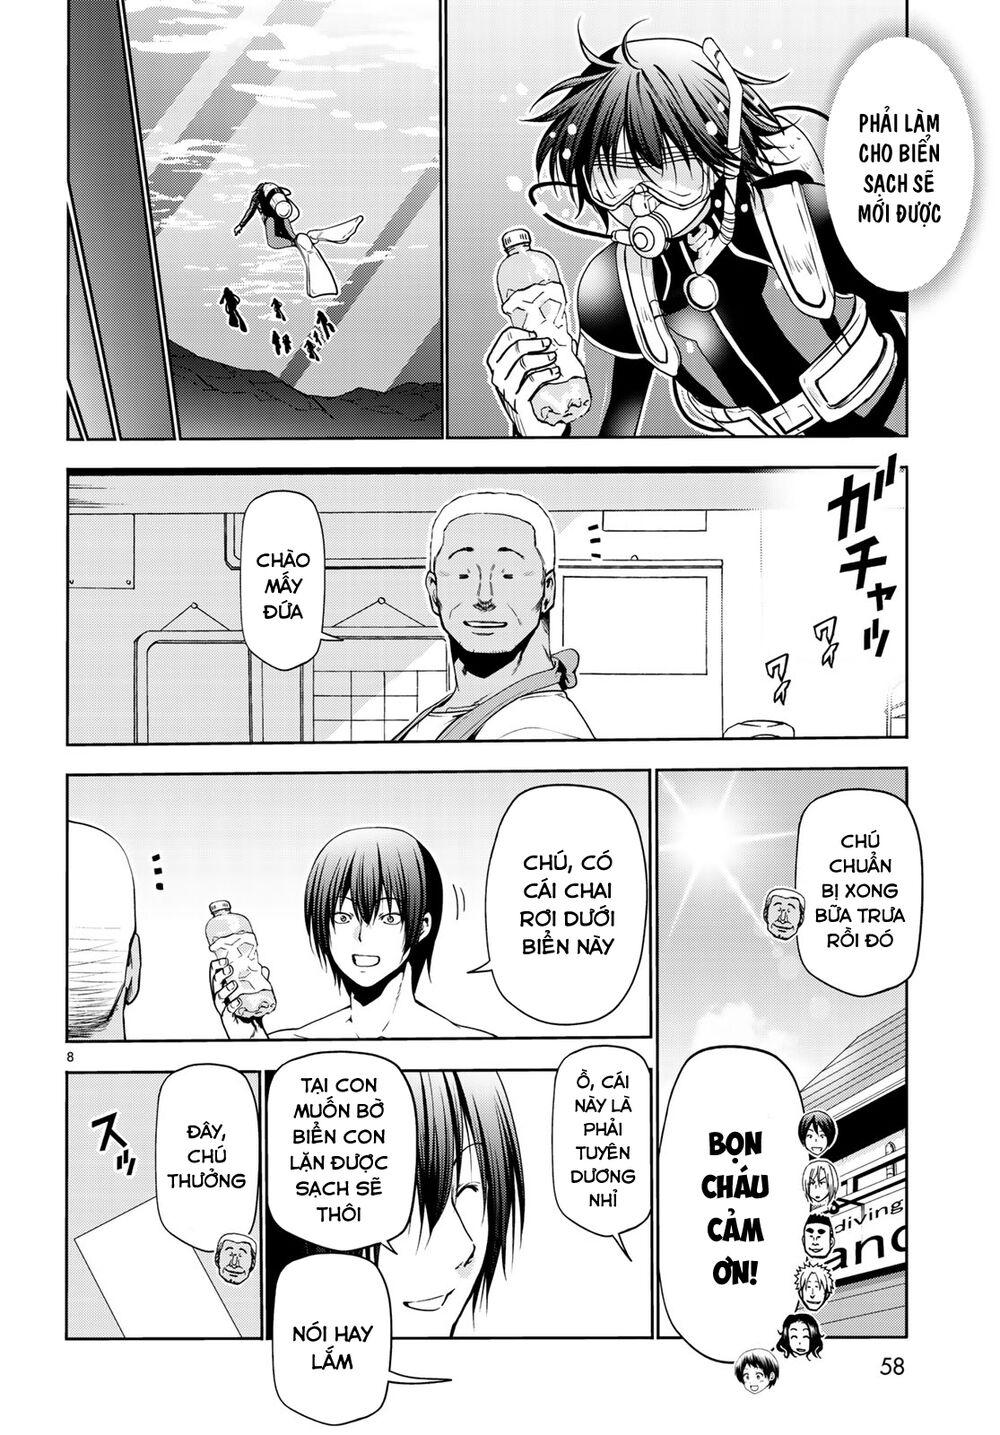 PHẢI LÀM
CHO BIỂN
SẠCH SẼ
MỚI ĐƯỢC
ガチャッ
CHÀO
MẤY
ĐỨA
CHÚ
CHUẨN
BỊ XONG
BỮA TRƯA
RỒI ĐÓ
CHÚ, CÓ
CÁI CHAI
RƠI DƯỚI
BIỂN NÀY
BỌN
CHÁU
CẢM
ƠN!
diving
anc
Ồ, CÁI
NÀY LÀ
PHẢI
TUYÊN
DƯƠNG
NHỈ
TẠI CON
MUỐN BỜ
BIỂN CON
LẶN ĐƯỢC
SẠCH SẼ
THÔI
NÓI HAY
LẮM
ĐÂY,
CHÚ
THƯỞNG
スッ
8
58